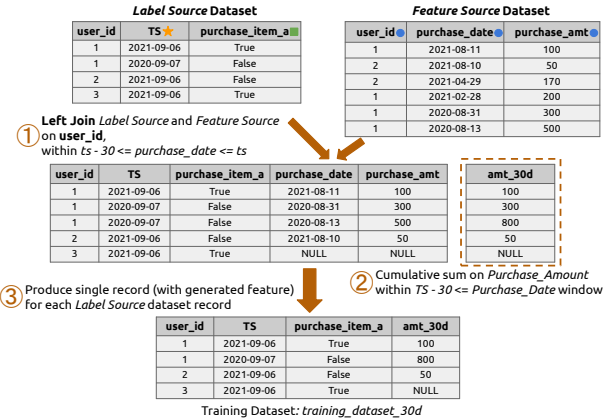 Label Source Dataset
user_id TS purchase_item_a
1 2021-09-06 True
1 2020-09-07 False
2 2021-09-06 False
3 2021-09-06 True
Feature Source Dataset
user_id purchase_date purchase_amt
1 2021-08-11 100
2 2021-08-10 50
2 2021-04-29 170
1 2021-02-28 200
1 2020-08-31 300
1 2020-08-13 500
1 Left Join Label Source and Feature Source
on user_id,
within ts - 30 <= purchase_date <= ts
user_id TS purchase_item_a purchase_date purchase_amt
1 2021-09-06 True 2021-08-11 100
1 2020-09-07 False 2020-08-31 300
1 2020-09-07 False 2020-08-13 500
2 2021-09-06 False 2021-08-10 50
3 2021-09-06 True NULL NULL
amt_30d
100
300
800
50
NULL
2 Cumulative sum on Purchase_Amount
within TS - 30 <= Purchase_Date window
3 Produce single record (with generated feature)
for each Label Source dataset record
user_id TS purchase_item_a amt_30d
1 2021-09-06 True 100
1 2020-09-07 False 800
2 2021-09-06 False 50
3 2021-09-06 True NULL
Training Dataset: training_dataset_30d